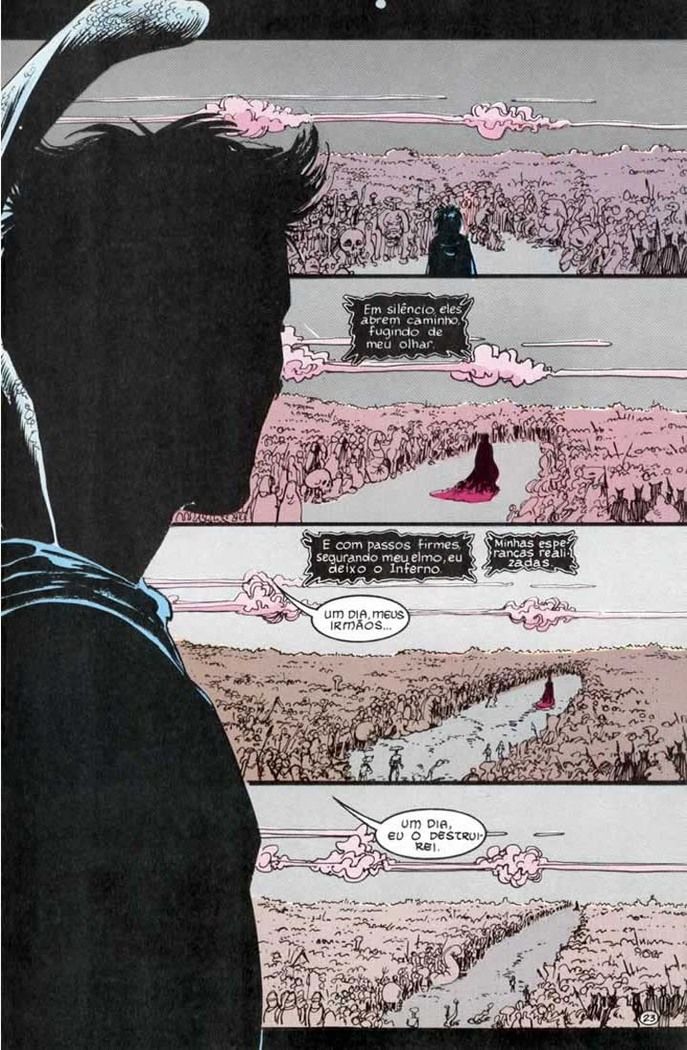 Em silêncio, eles
abrem caminho,
fugindo de
meu olhar.
E com passos firmes,
segurando meu elmo, eu
deixo o Inferno.
Minhas espe
ranças reali-
zadas.
UM DIA, MEUS
IRMÃOS...
UM DIA,
EU O DESTRUI-
REI.
23